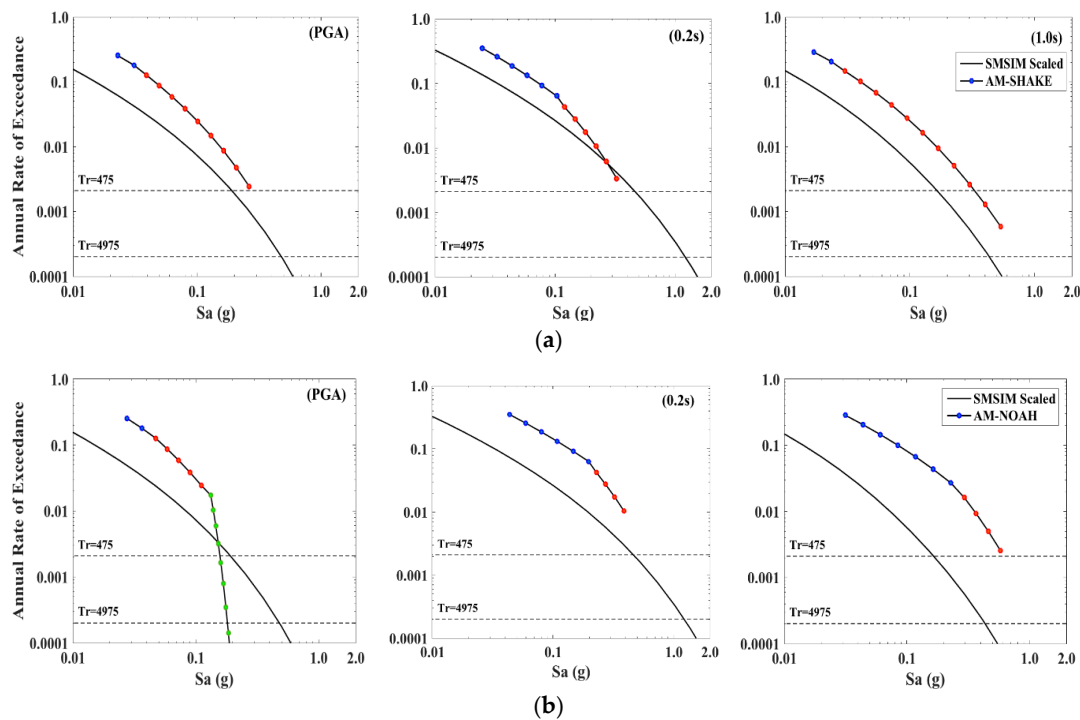 Annual Rate of Exceedance
1.0
0.1
0.01
0.001
0.0001
(PGA)
Tr=475
Tr=4975
0.01
0.1
1.0
2.0
Sa (g)
1.0
0.1
0.01
0.001
0.0001
(0.2s)
Tr=475
Tr=4975
0.01
0.1
1.0
2.0
Sa (g)
1.0
0.1
0.01
0.001
0.0001
(1.0s)
SMSIM Scaled
AM-SHAKE
Tr=475
Tr=4975
0.01
0.1
1.0
2.0
Sa (g)
(a)
Annual Rate of Exceedance
1.0
0.1
0.01
0.001
0.0001
(PGA)
Tr=475
Tr=4975
0.01
0.1
1.0
2.0
Sa (g)
1.0
0.1
0.01
0.001
0.0001
(0.2s)
Tr=475
Tr=4975
0.01
0.1
1.0
2.0
Sa (g)
1.0
0.1
0.01
0.001
0.0001
SMSIM Scaled
AM-NOAH
Tr=475
Tr=4975
0.01
0.1
1.0
2.0
Sa (g)
(b)